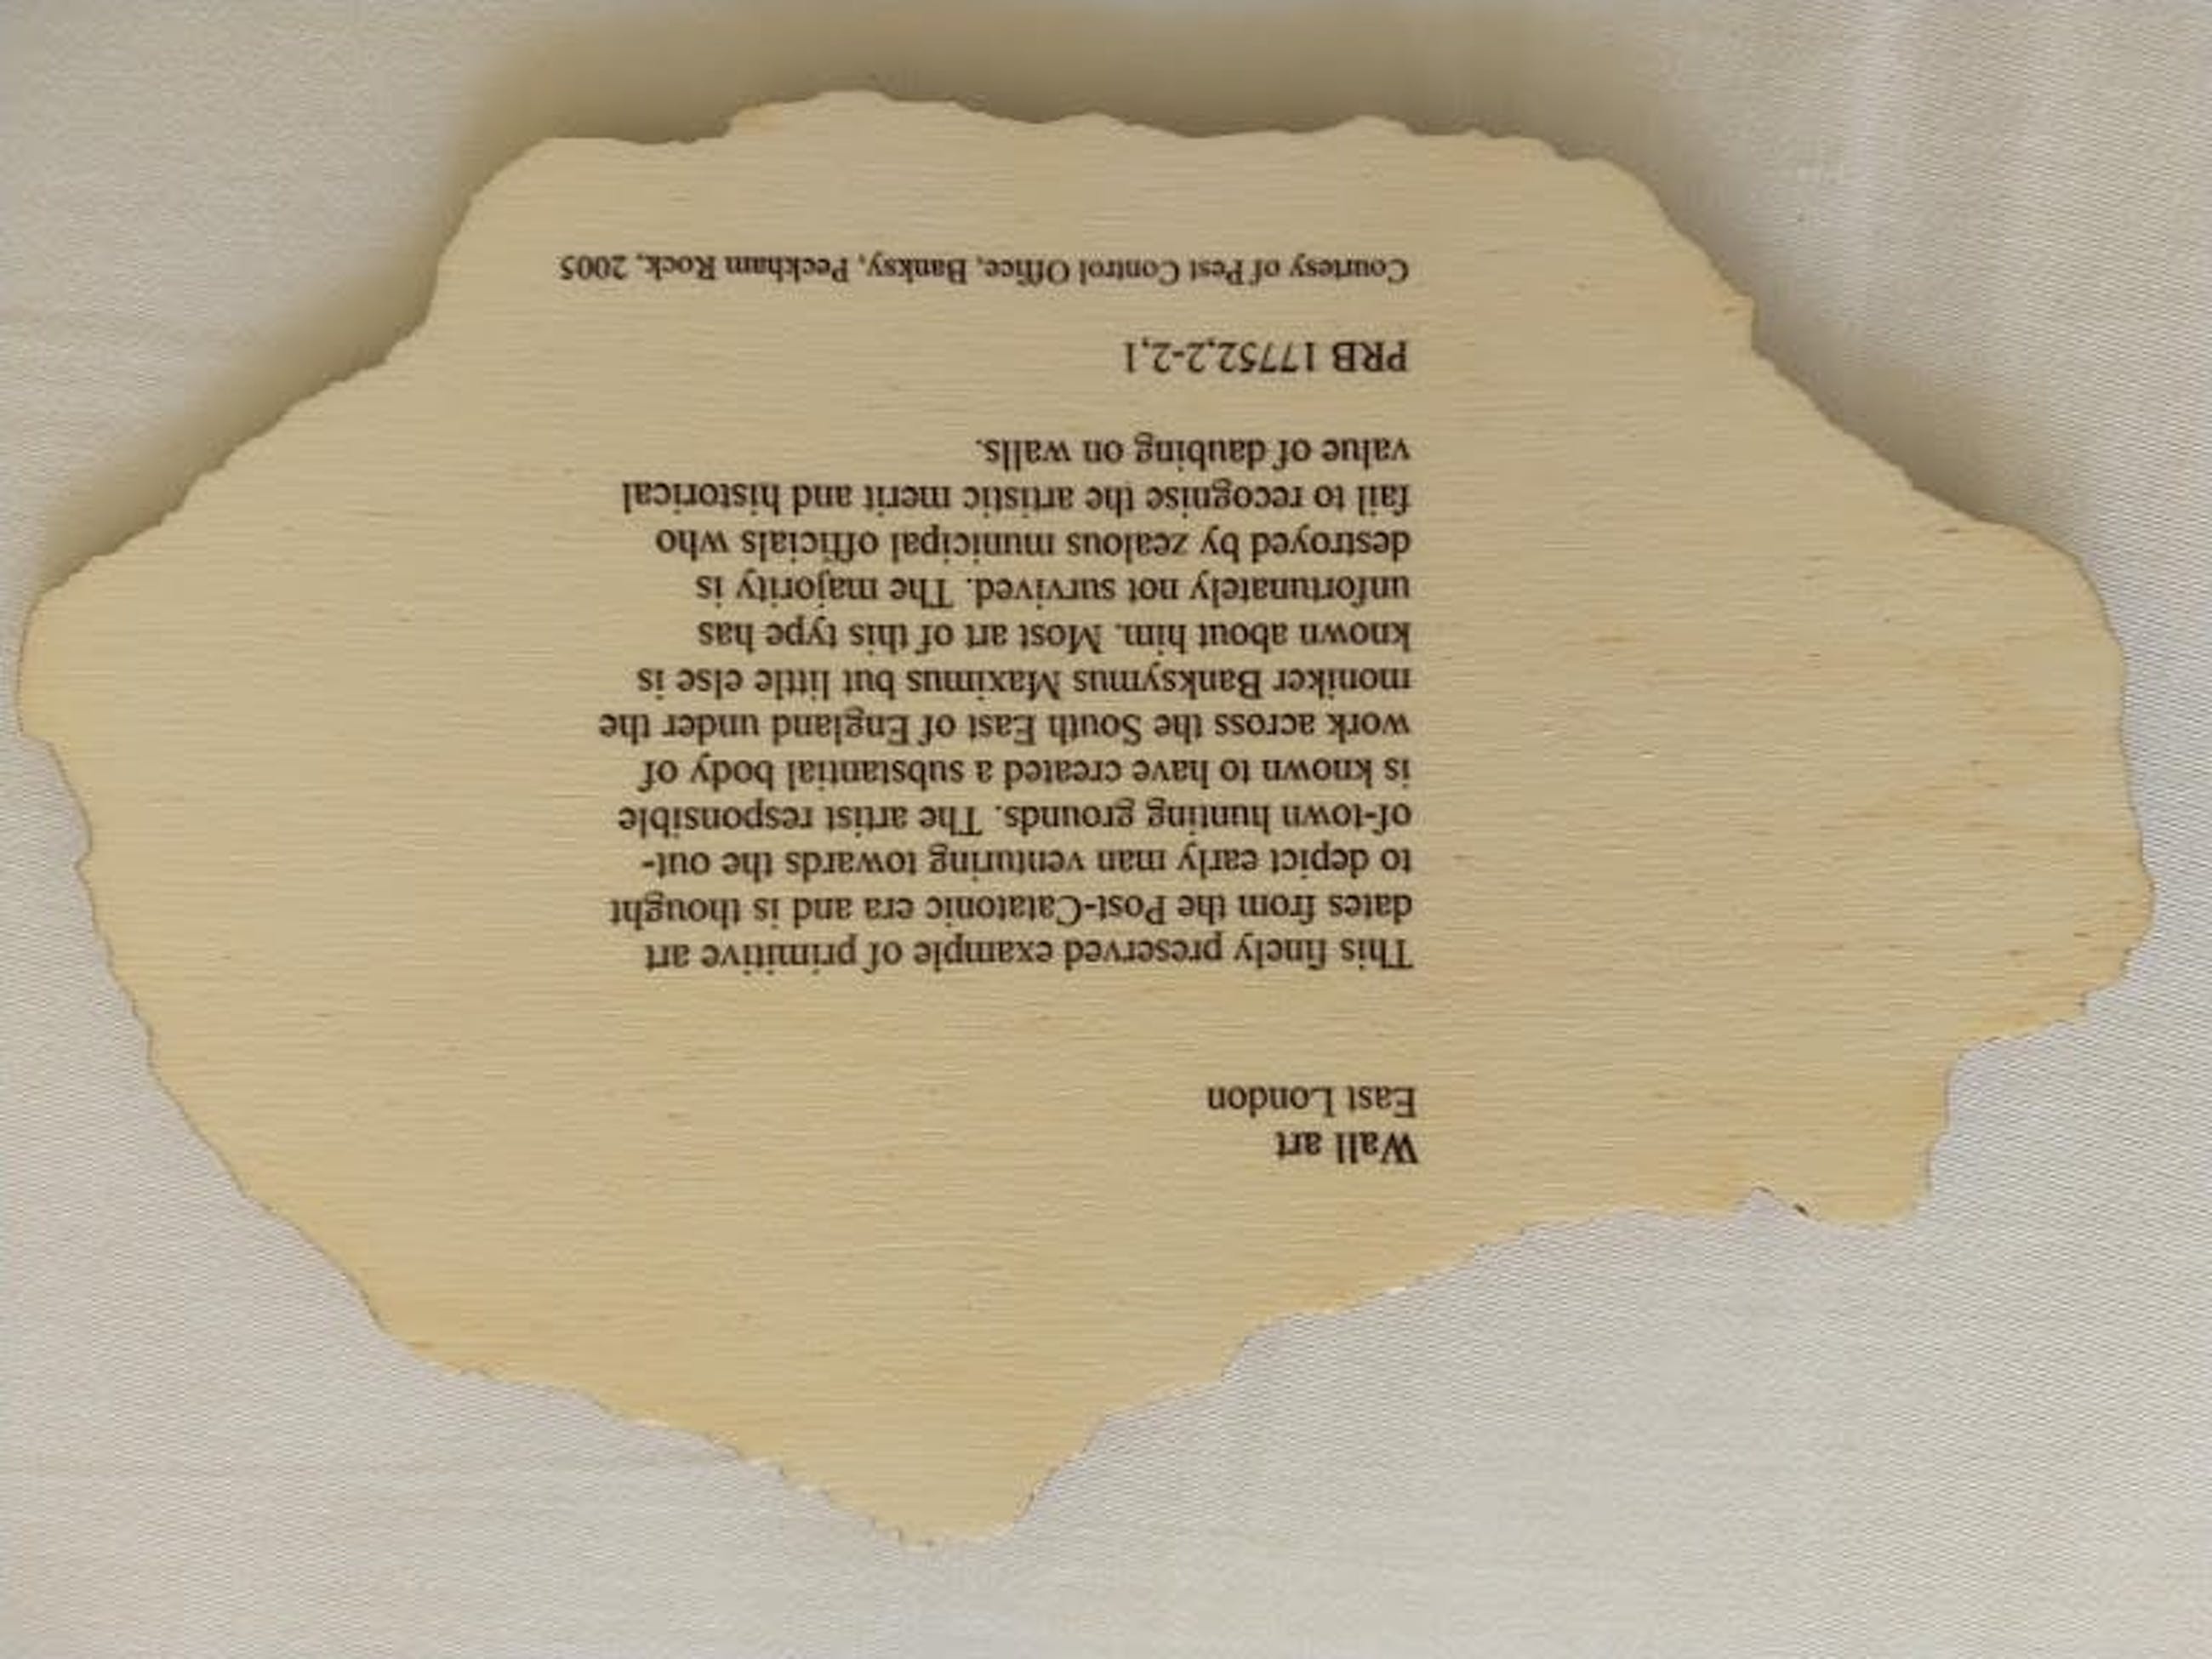 Wall art
East London
This finely preserved example of primitive art
dates from the Post-Catatonic era and is thought
to depict early man venturing towards the out-
of-town hunting grounds. The artist responsible
is known to have created a substantial body of
work across the South East of England under the
moniker Banksymus Maximus but little else is
known about him. Most art of this type has
unfortunately not survived. The majority is
destroyed by zealous municipal officials who
fail to recognise the artistic merit and historical
value of daubing on walls.
PRB 17752,2-2,1
Courtesy of Pest Control Office, Banksy, Peckham Rock, 2005